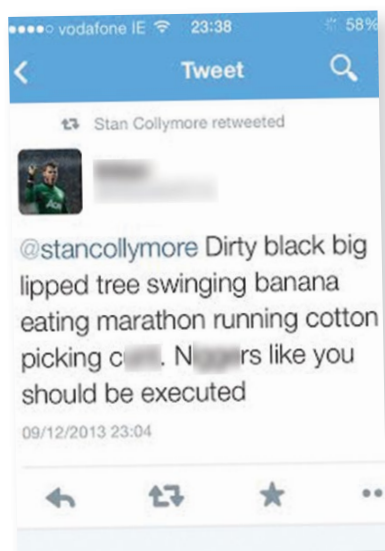 vodafone IE 23:38 58%
Tweet
Stan Collymore retweeted
@stancollymore Dirty black big
lipped tree swinging banana
eating marathon running cotton
picking like you
should be executed
09/12/2013 23:04